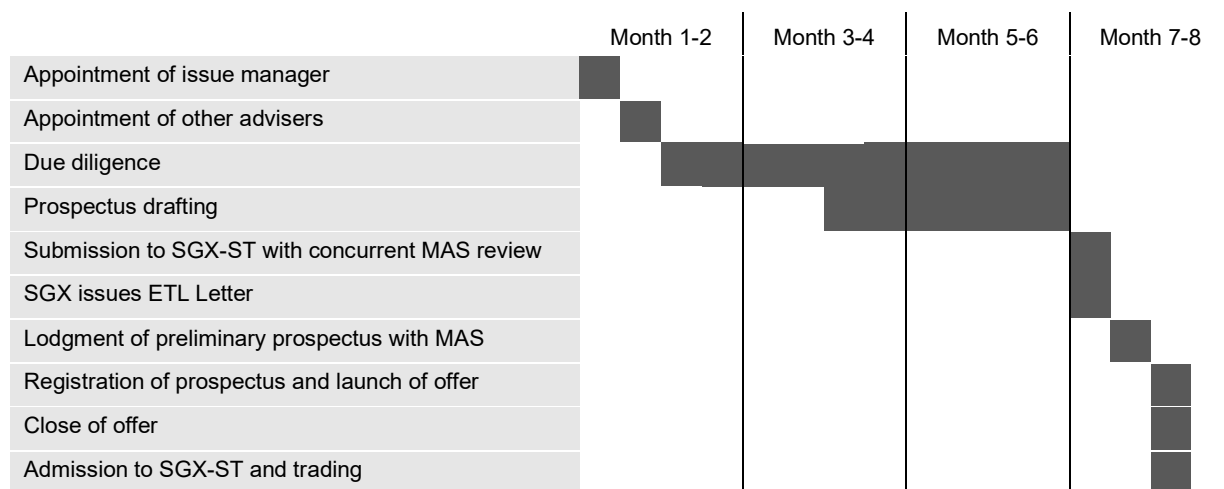 Month 1-2 Month 3-4 Month 5-6 Month 7-8
Appointment of issue manager
Appointment of other advisers
Due diligence
Prospectus drafting
Submission to SGX-ST with concurrent MAS review
SGX issues ETL Letter
Lodgment of preliminary prospectus with MAS
Registration of prospectus and launch of offer
Close of offer
Admission to SGX-ST and trading